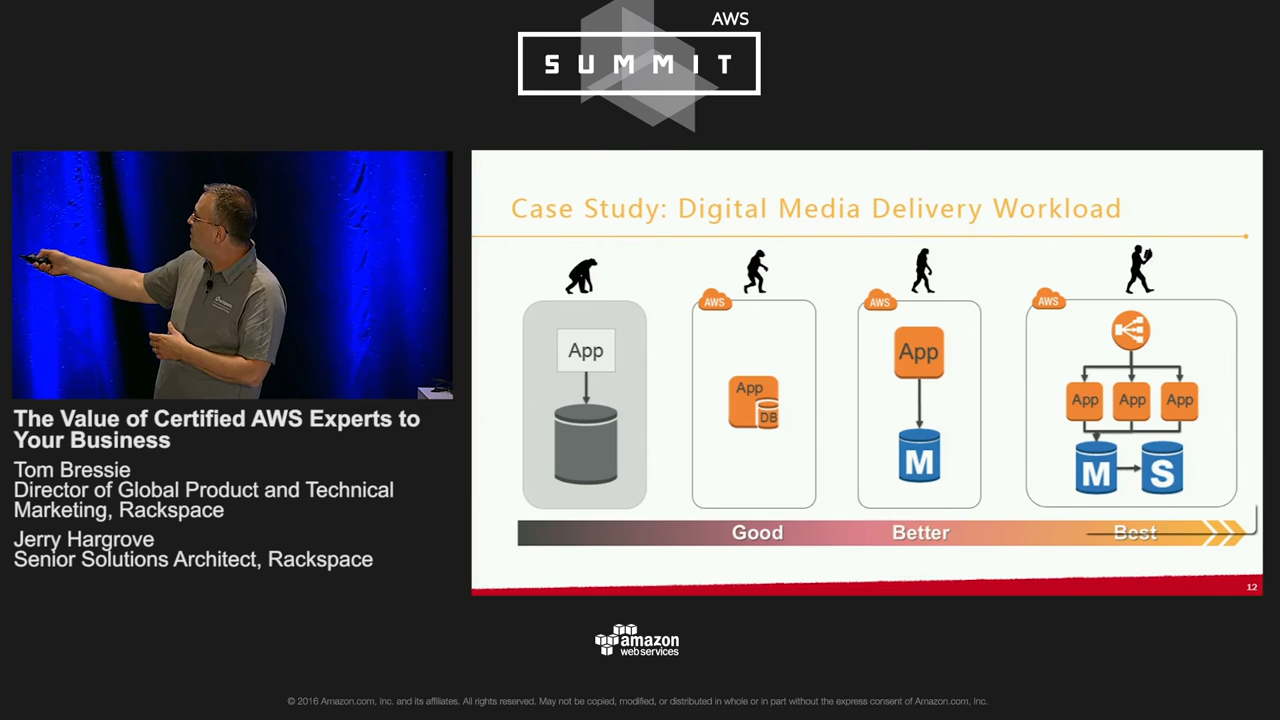 AWS
SUMMIT
Case Study: Digital Media Delivery Workload
AWS
AWS
AWS
App
App
DB
App
M
App
App
App
M
S
Good
Better
Best
12
The Value of Certified AWS Experts to
Your Business
Tom Bressie
Director of Global Product and Technical
Marketing, Rackspace
Jerry Hargrove
Senior Solutions Architect, Rackspace
amazon
web services
© 2016 Amazon.com, Inc. and its affiliates. All rights reserved. May not be copied, modified, or distributed in whole or in part without the express consent of Amazon.com, Inc.